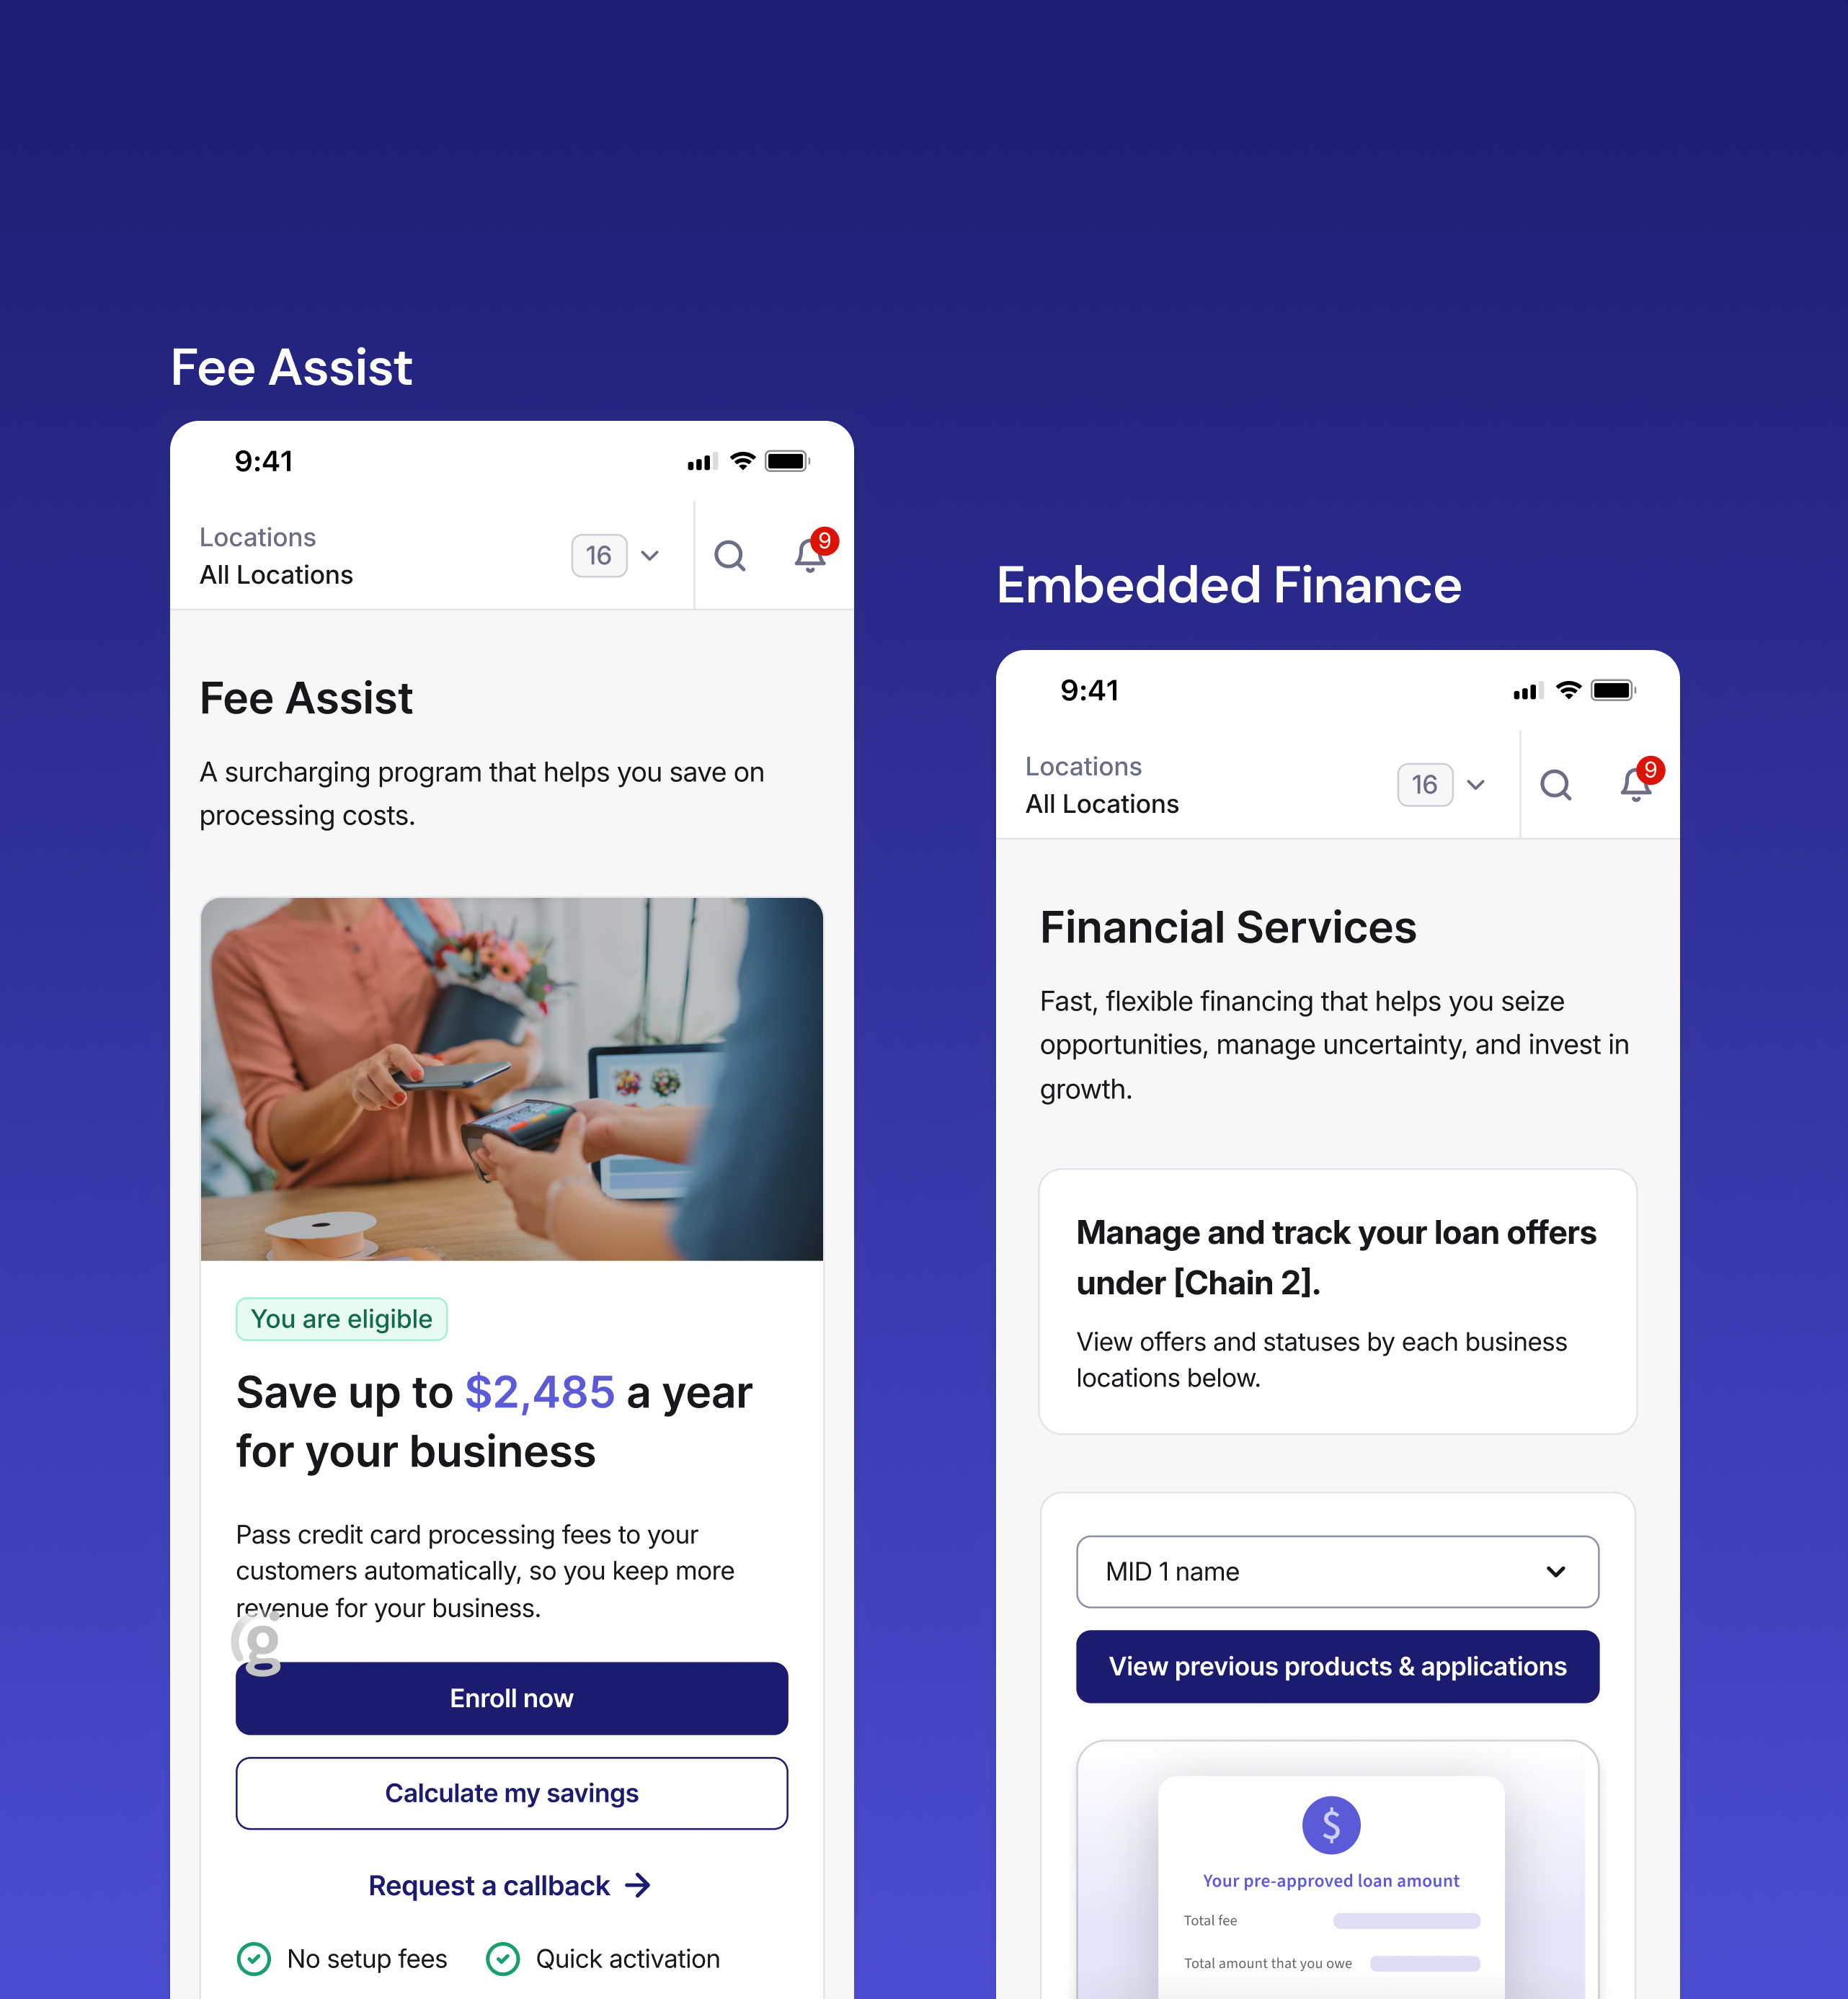 Fee Assist
9:41
Locations
All Locations
16
9
Fee Assist
A surcharging program that helps you save on
processing costs.
You are eligible
Save up to $2,485 a year
for your business
Pass credit card processing fees to your
customers automatically, so you keep more
revenue for your business.
g
Enroll now
Calculate my savings
Request a callback
No setup fees
Quick activation
Embedded Finance
9:41
Locations
All Locations
16
9
Financial Services
Fast, flexible financing that helps you seize
opportunities, manage uncertainty, and invest in
growth.
Manage and track your loan offers
under [Chain 2].
View offers and statuses by each business
locations below.
MID 1 name
View previous products & applications
$
Your pre-approved loan amount
Total fee
Total amount that you owe